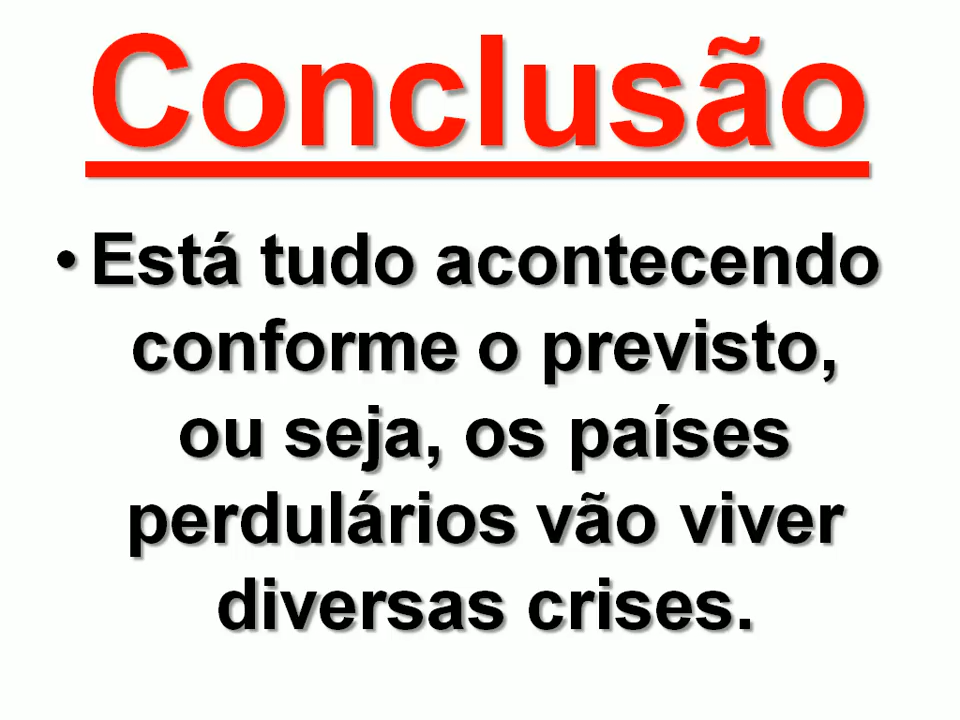 Conclusão
• Está tudo acontecendo
conforme o previsto,
ou seja, os países
perdulários vão viver
diversas crises.